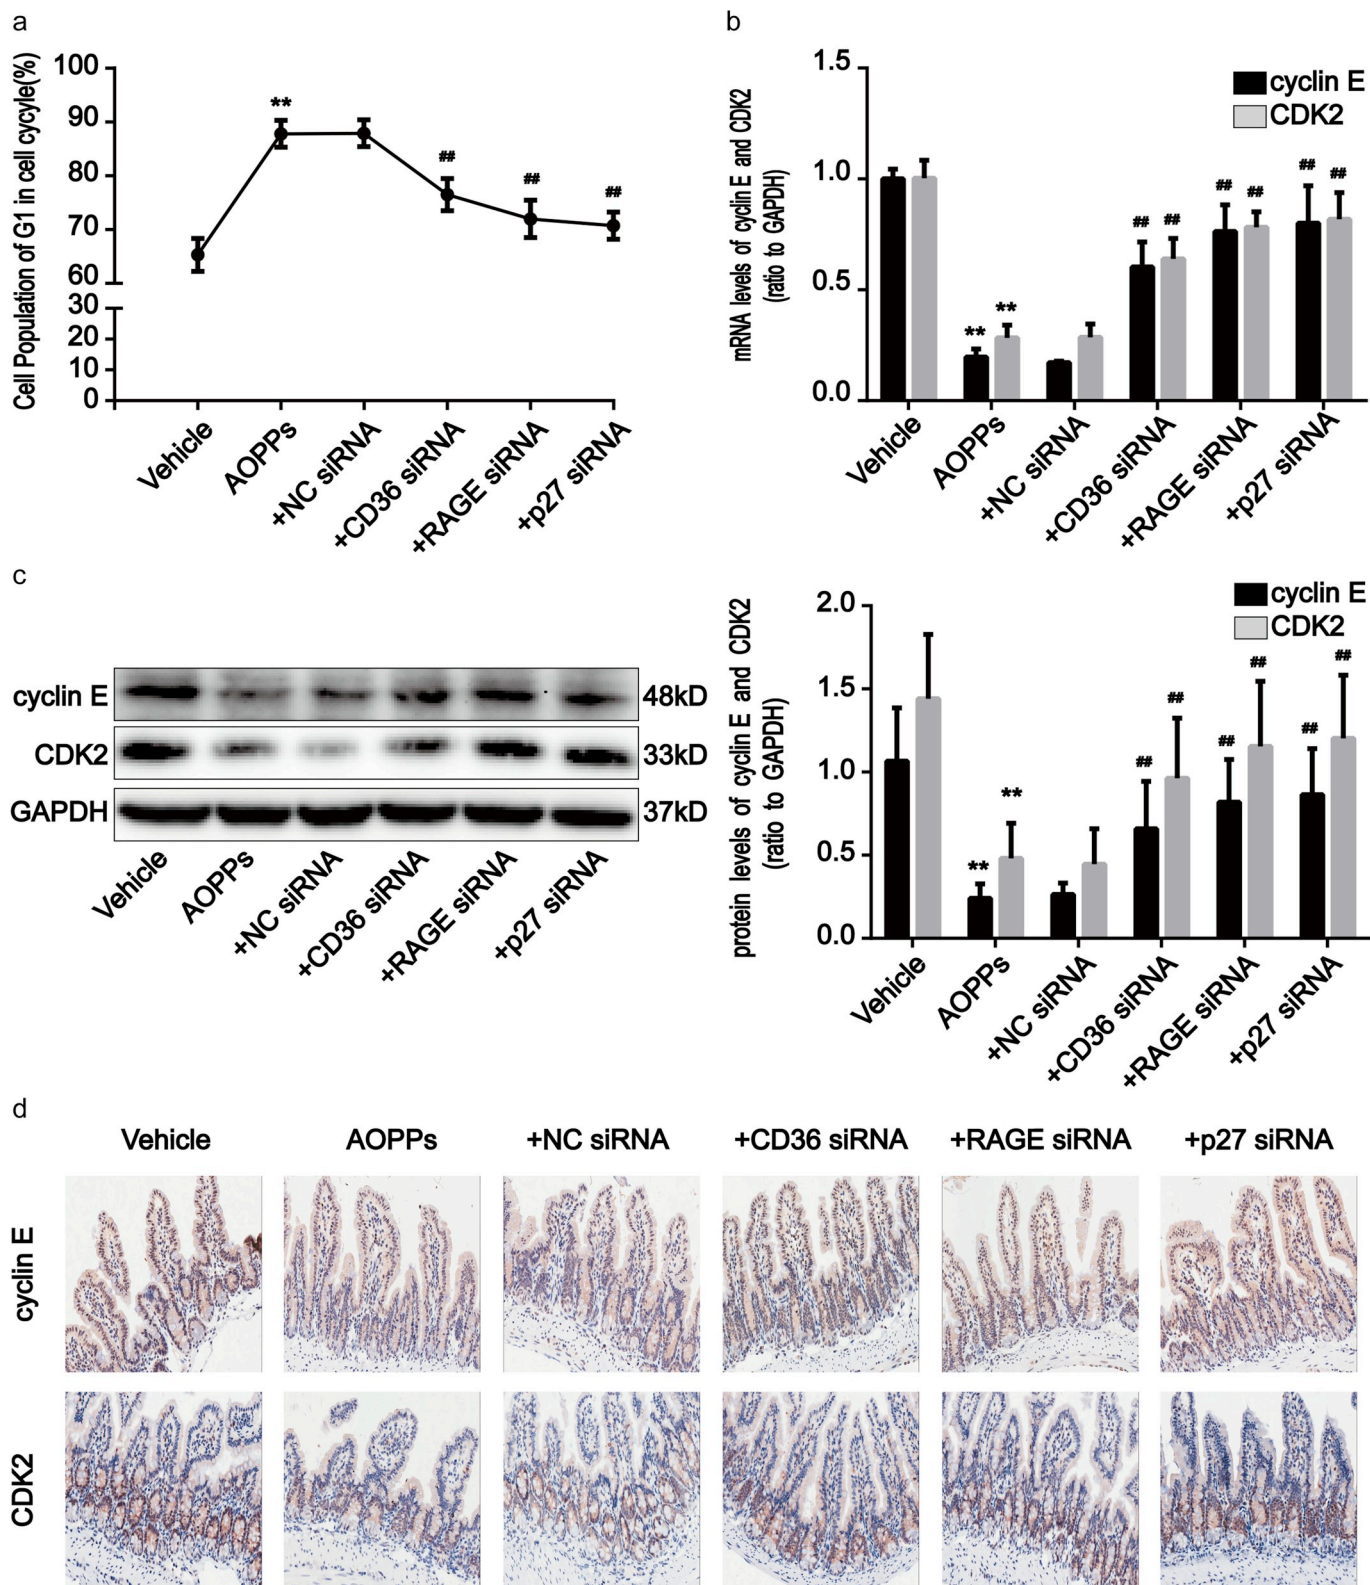 a
Cell Population of G1 in cell cycyle(%)
100
90
80
70
60
30
20
10
0
**
##
##
##
Vehicle
AOPPs
+NC siRNA
+CD36 siRNA
+RAGE siRNA
+p27 siRNA
b
mRNA levels of cyclin E and CDK2
(ratio to GAPDH)
1.5
1.0
0.5
0.0
cyclin E
CDK2
** **
## ##
## ##
## ##
Vehicle
AOPPs
+NC siRNA
+CD36 siRNA
+RAGE siRNA
+p27 siRNA
c
cyclin E 48kD
CDK2 33kD
GAPDH 37kD
Vehicle
AOPPs
+NC siRNA
+CD36 siRNA
+RAGE siRNA
+p27 siRNA
protein levels of cyclin E and CDK2
(ratio to GAPDH)
2.0
1.5
1.0
0.5
0.0
cyclin E
CDK2
** **
## ##
## ##
## ##
Vehicle
AOPPs
+NC siRNA
+CD36 siRNA
+RAGE siRNA
+p27 siRNA
d
Vehicle AOPPs +NC siRNA +CD36 siRNA +RAGE siRNA +p27 siRNA
cyclin E
CDK2